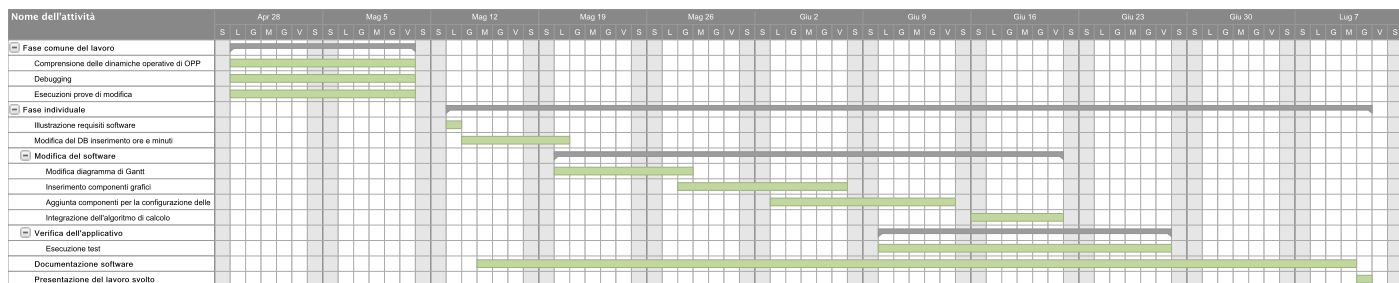 Nome dell'attività
Apr 28 Mag 5 Mag 12 Mag 19 Mag 26 Giu 2 Giu 9 Giu 16 Giu 23 Giu 30 Lug 7
S L G M G V S S L G M G V S S L G M G V S S L G M G V S S L G M G V S S L G M G V S S L G M G V S S L G M G V S S L G M G V S S L G M G V S S L G M G V S
Fase comune del lavoro
Comprensione delle dinamiche operative di OPP
Debugging
Esecuzioni prove di modifica
Fase individuale
Illustrazione requisiti software
Modifica del DB inserimento ore e minuti
Modifica del software
Modifica diagramma di Gantt
Inserimento componenti grafici
Aggiunta componenti per la configurazione delle
Integrazione dell'algoritmo di calcolo
Verifica dell'applicativo
Esecuzione test
Documentazione software
Presentazione del lavoro svolto